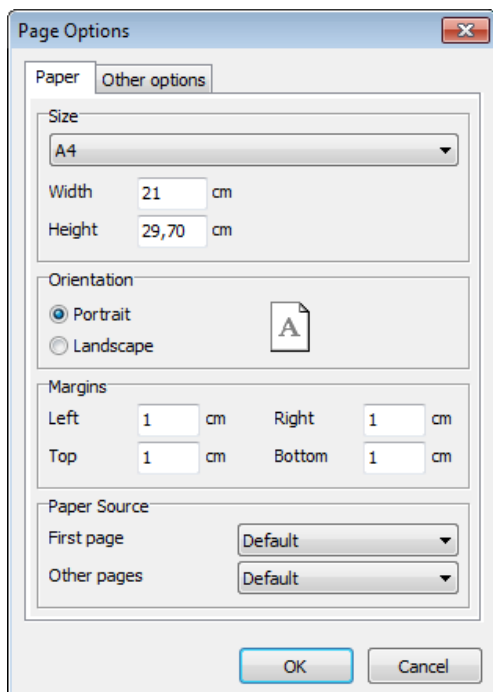 Page Options
Paper Other options
Size
A4
Width 21 cm
Height 29,70 cm
Orientation
Portrait
A
Landscape
Margins
Left 1 cm Right 1 cm
Top 1 cm Bottom 1 cm
Paper Source
First page Default
Other pages Default
OK Cancel